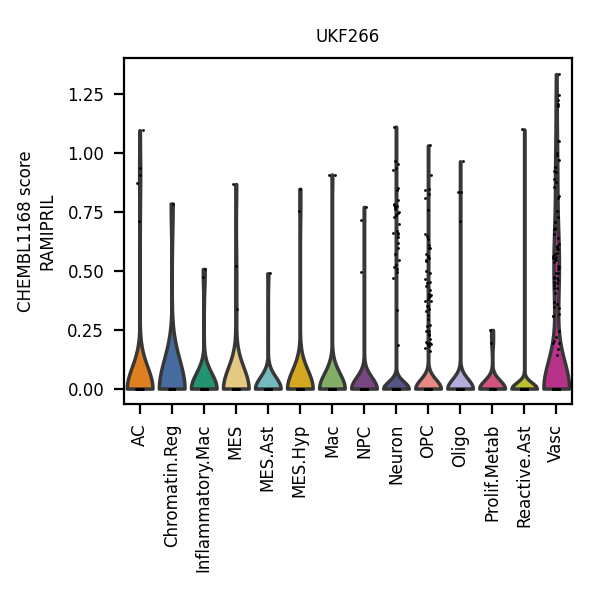 UKF266
CHEMBL1168 score
RAMIPRIL
1.25
1.00
0.75
0.50
0.25
0.00
AC
Chromatin.Reg
Inflammatory.Mac
MES
MES.Ast
MES.Hyp
Mac
NPC
Neuron
OPC
Oligo
Prolif.Metab
Reactive.Ast
Vasc